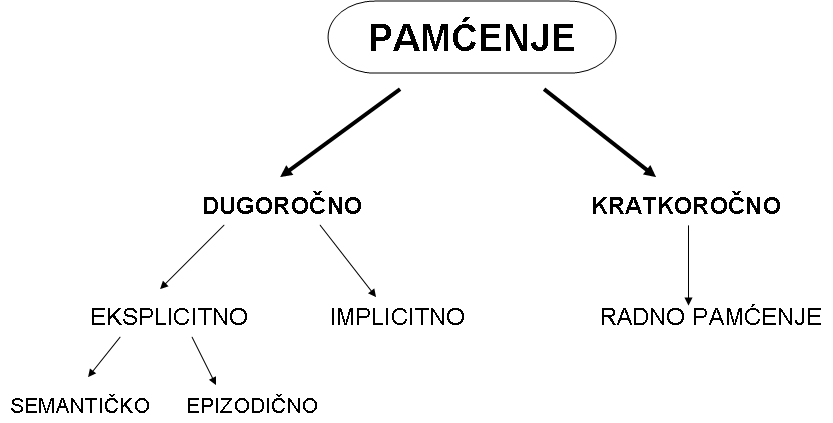 PAMĆENJE
DUGOROČNO
KRATKOROČNO
EKSPLICITNO
IMPLICITNO
RADNO PAMĆENJE
SEMANTIČKO
EPIZODIČNO